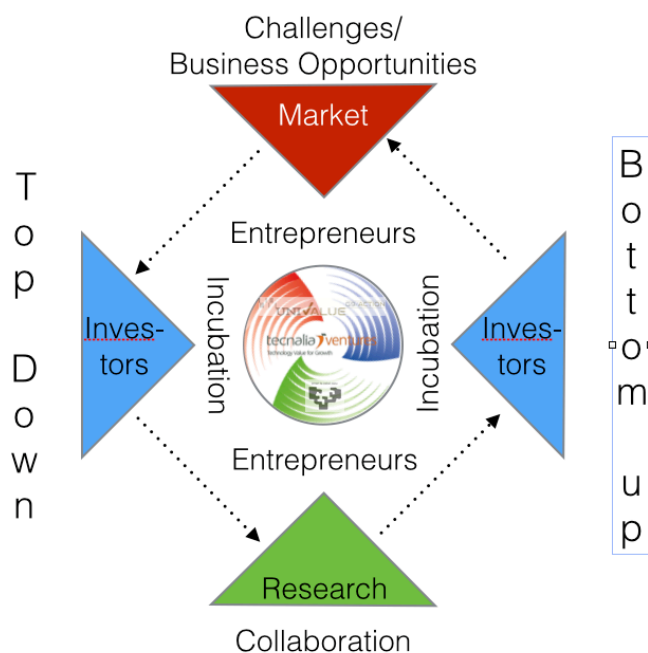 Challenges/
Business Opportunities
Market
Top Down
Entrepreneurs
Inves-
tors
Incubation
UNIVALUE
tecnalia ventures
Technology Value for Growth
Incubation
Inves-
tors
Bottom up
Entrepreneurs
Research
Collaboration